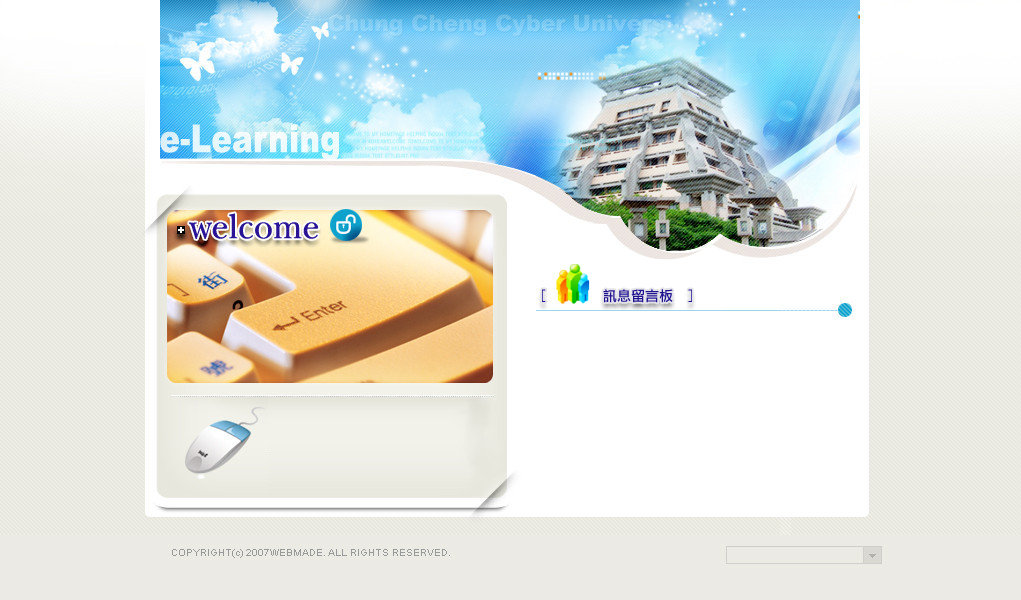 Chung Cheng Cyber Univers
e-Learning
welcome
街
Enter
號
[ 訊息留言板 ]
COPYRIGHT(c) 2007WEBMADE. ALL RIGHTS RESERVED.